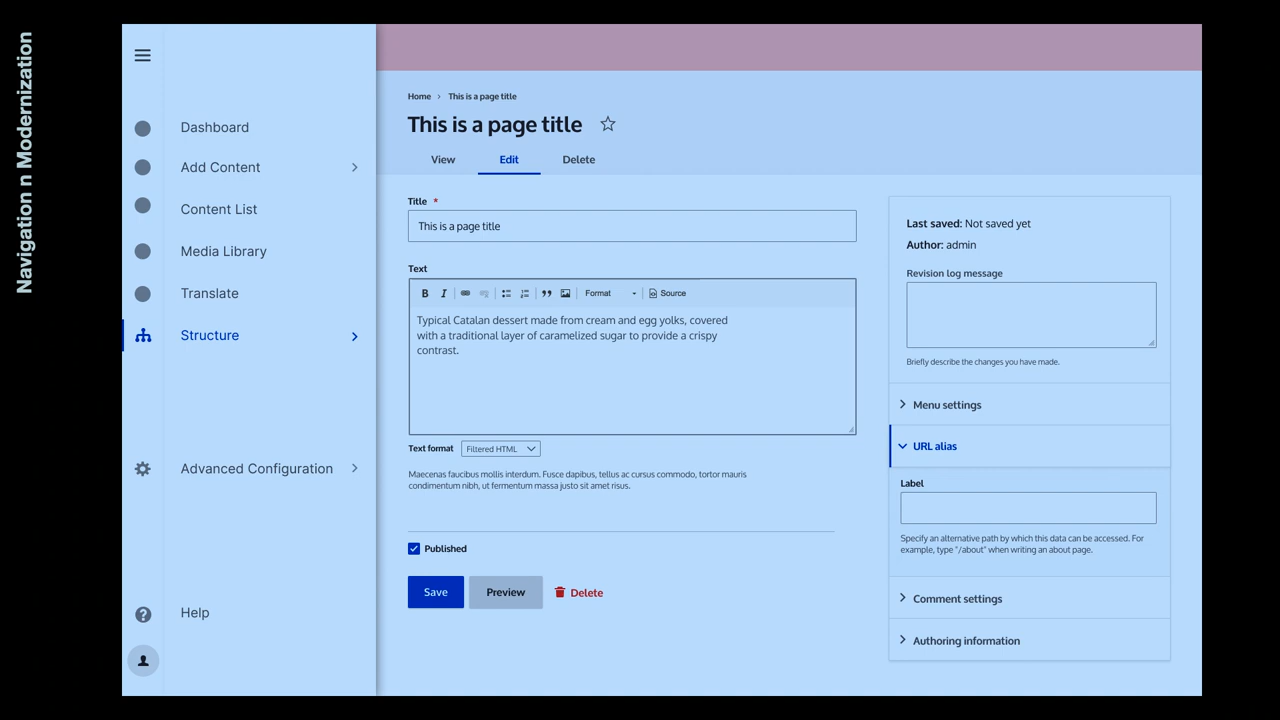 Navigation n Modernization
Dashboard
Add Content
Content List
Media Library
Translate
Structure
Advanced Configuration
Help
Home › This is a page title
This is a page title
View Edit Delete
Title *
This is a page title
Text
B I Format Source
Typical Catalan dessert made from cream and egg yolks, covered
with a traditional layer of caramelized sugar to provide a crispy
contrast.
Text format Filtered HTML
Maecenas faucibus mollis interdum. Fusce dapibus, tellus ac cursus commodo, tortor mauris
condimentum nibh, ut fermentum massa justo sit amet risus.
Published
Save Preview Delete
Last saved: Not saved yet
Author: admin
Revision log message
Briefly describe the changes you have made.
Menu settings
URL alias
Label
Specify an alternative path by which this data can be accessed. For
example, type "/about" when writing an about page.
Comment settings
Authoring information